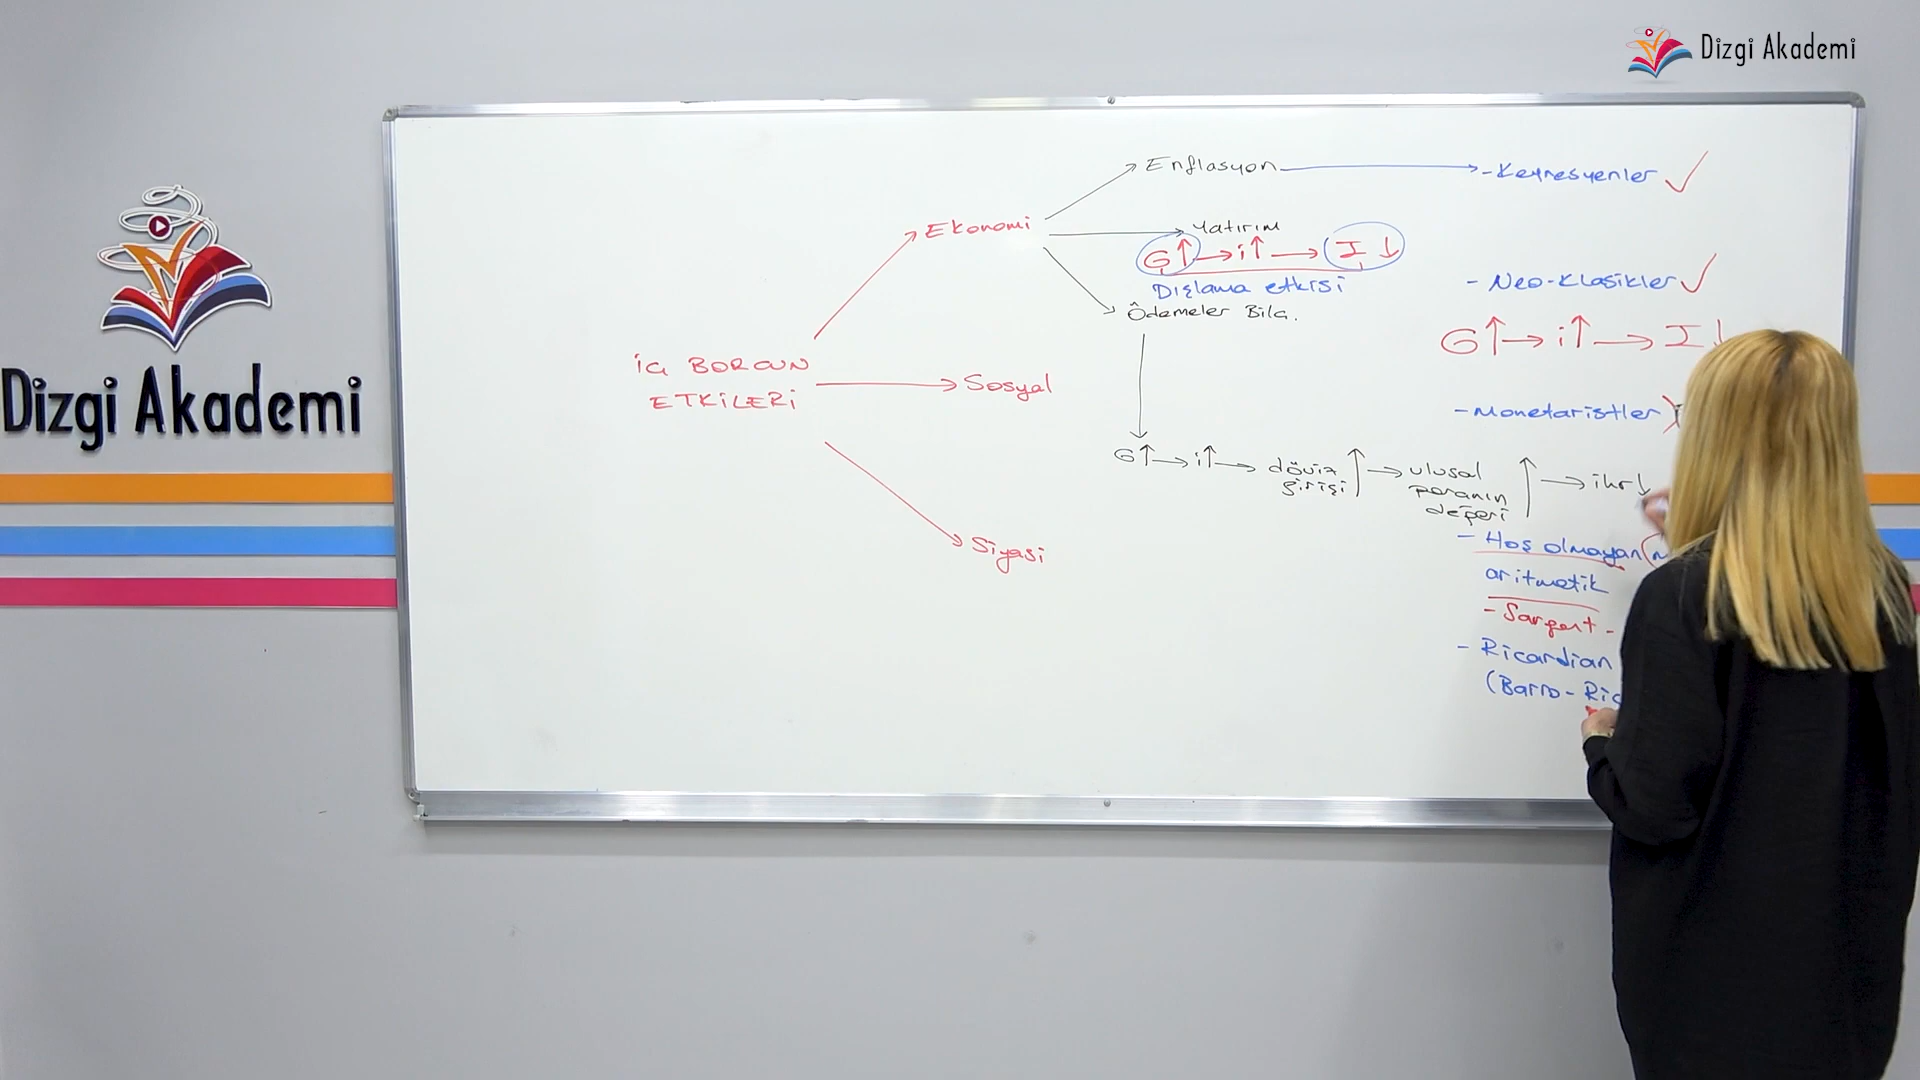 Dizgi Akademi
Dizgi Akademi
İÇ BORCUN
ETKİLERİ
Ekonomi
Sosyal
Siyasi
Enflasyon → - Keynesyenler ✓
Yatırım
G↑ → i↑ → I↓
Dışlama etkisi
Ödemeler Bilç.
- Neo-Klasikler ✓
G↑ → i↑ → I↓
- Monetaristler
G↑ → i↑ → döviz girişi ↑ → ulusal paranın değeri ↑ → ihr↓
- Hoş olmayan
aritmetik
- Sargent -
- Ricardian
(Barro-Ric